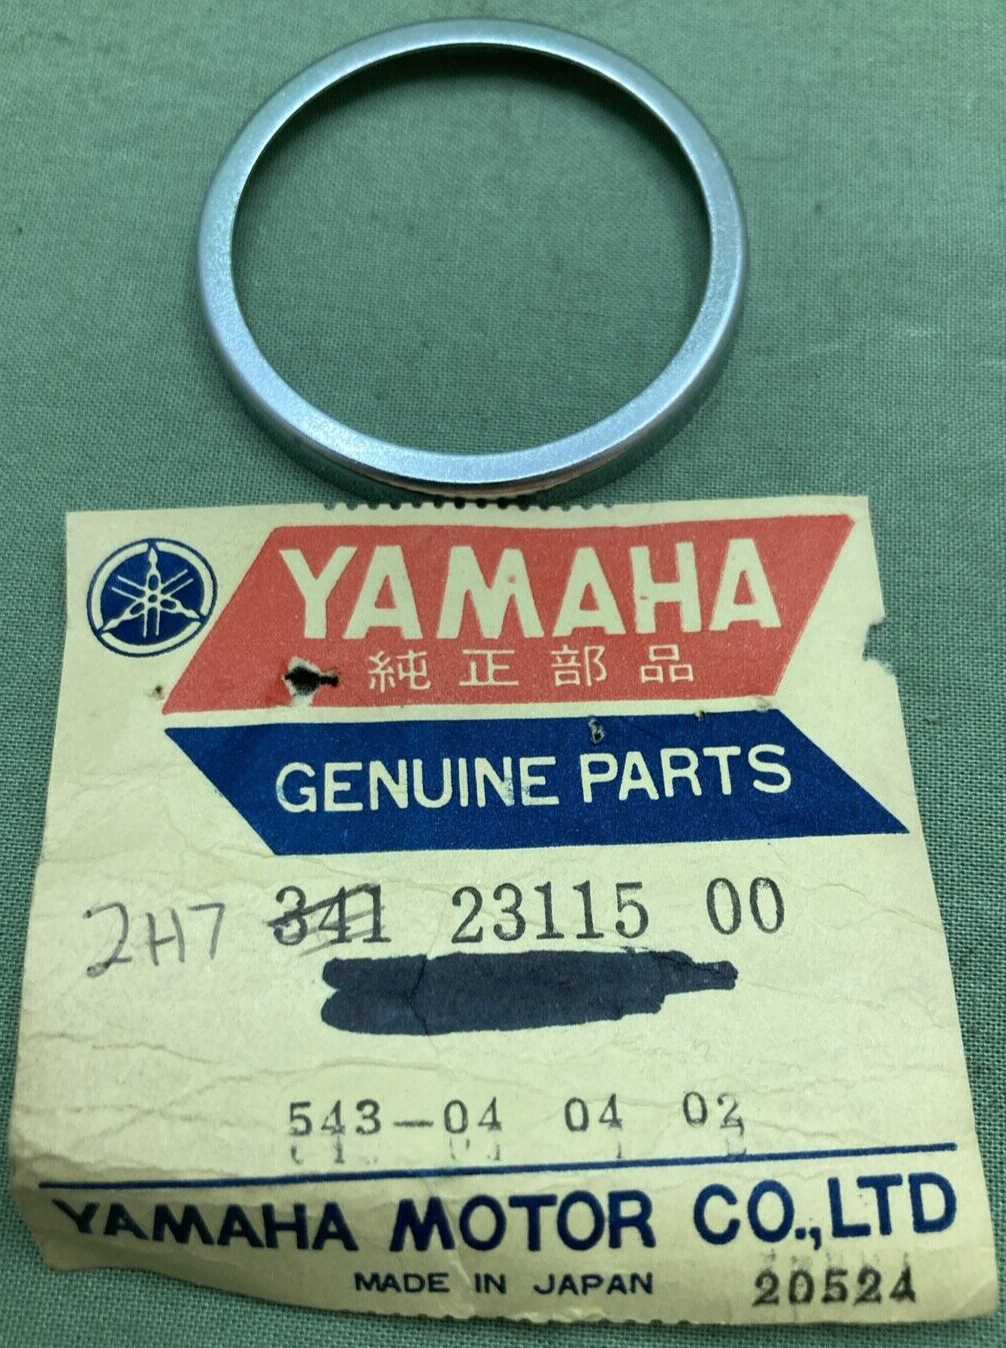 YAMAHA
純正部品
GENUINE PARTS
2H7 341 23115 00
543-04 04 02
YAMAHA MOTOR CO.,LTD
MADE IN JAPAN 20524